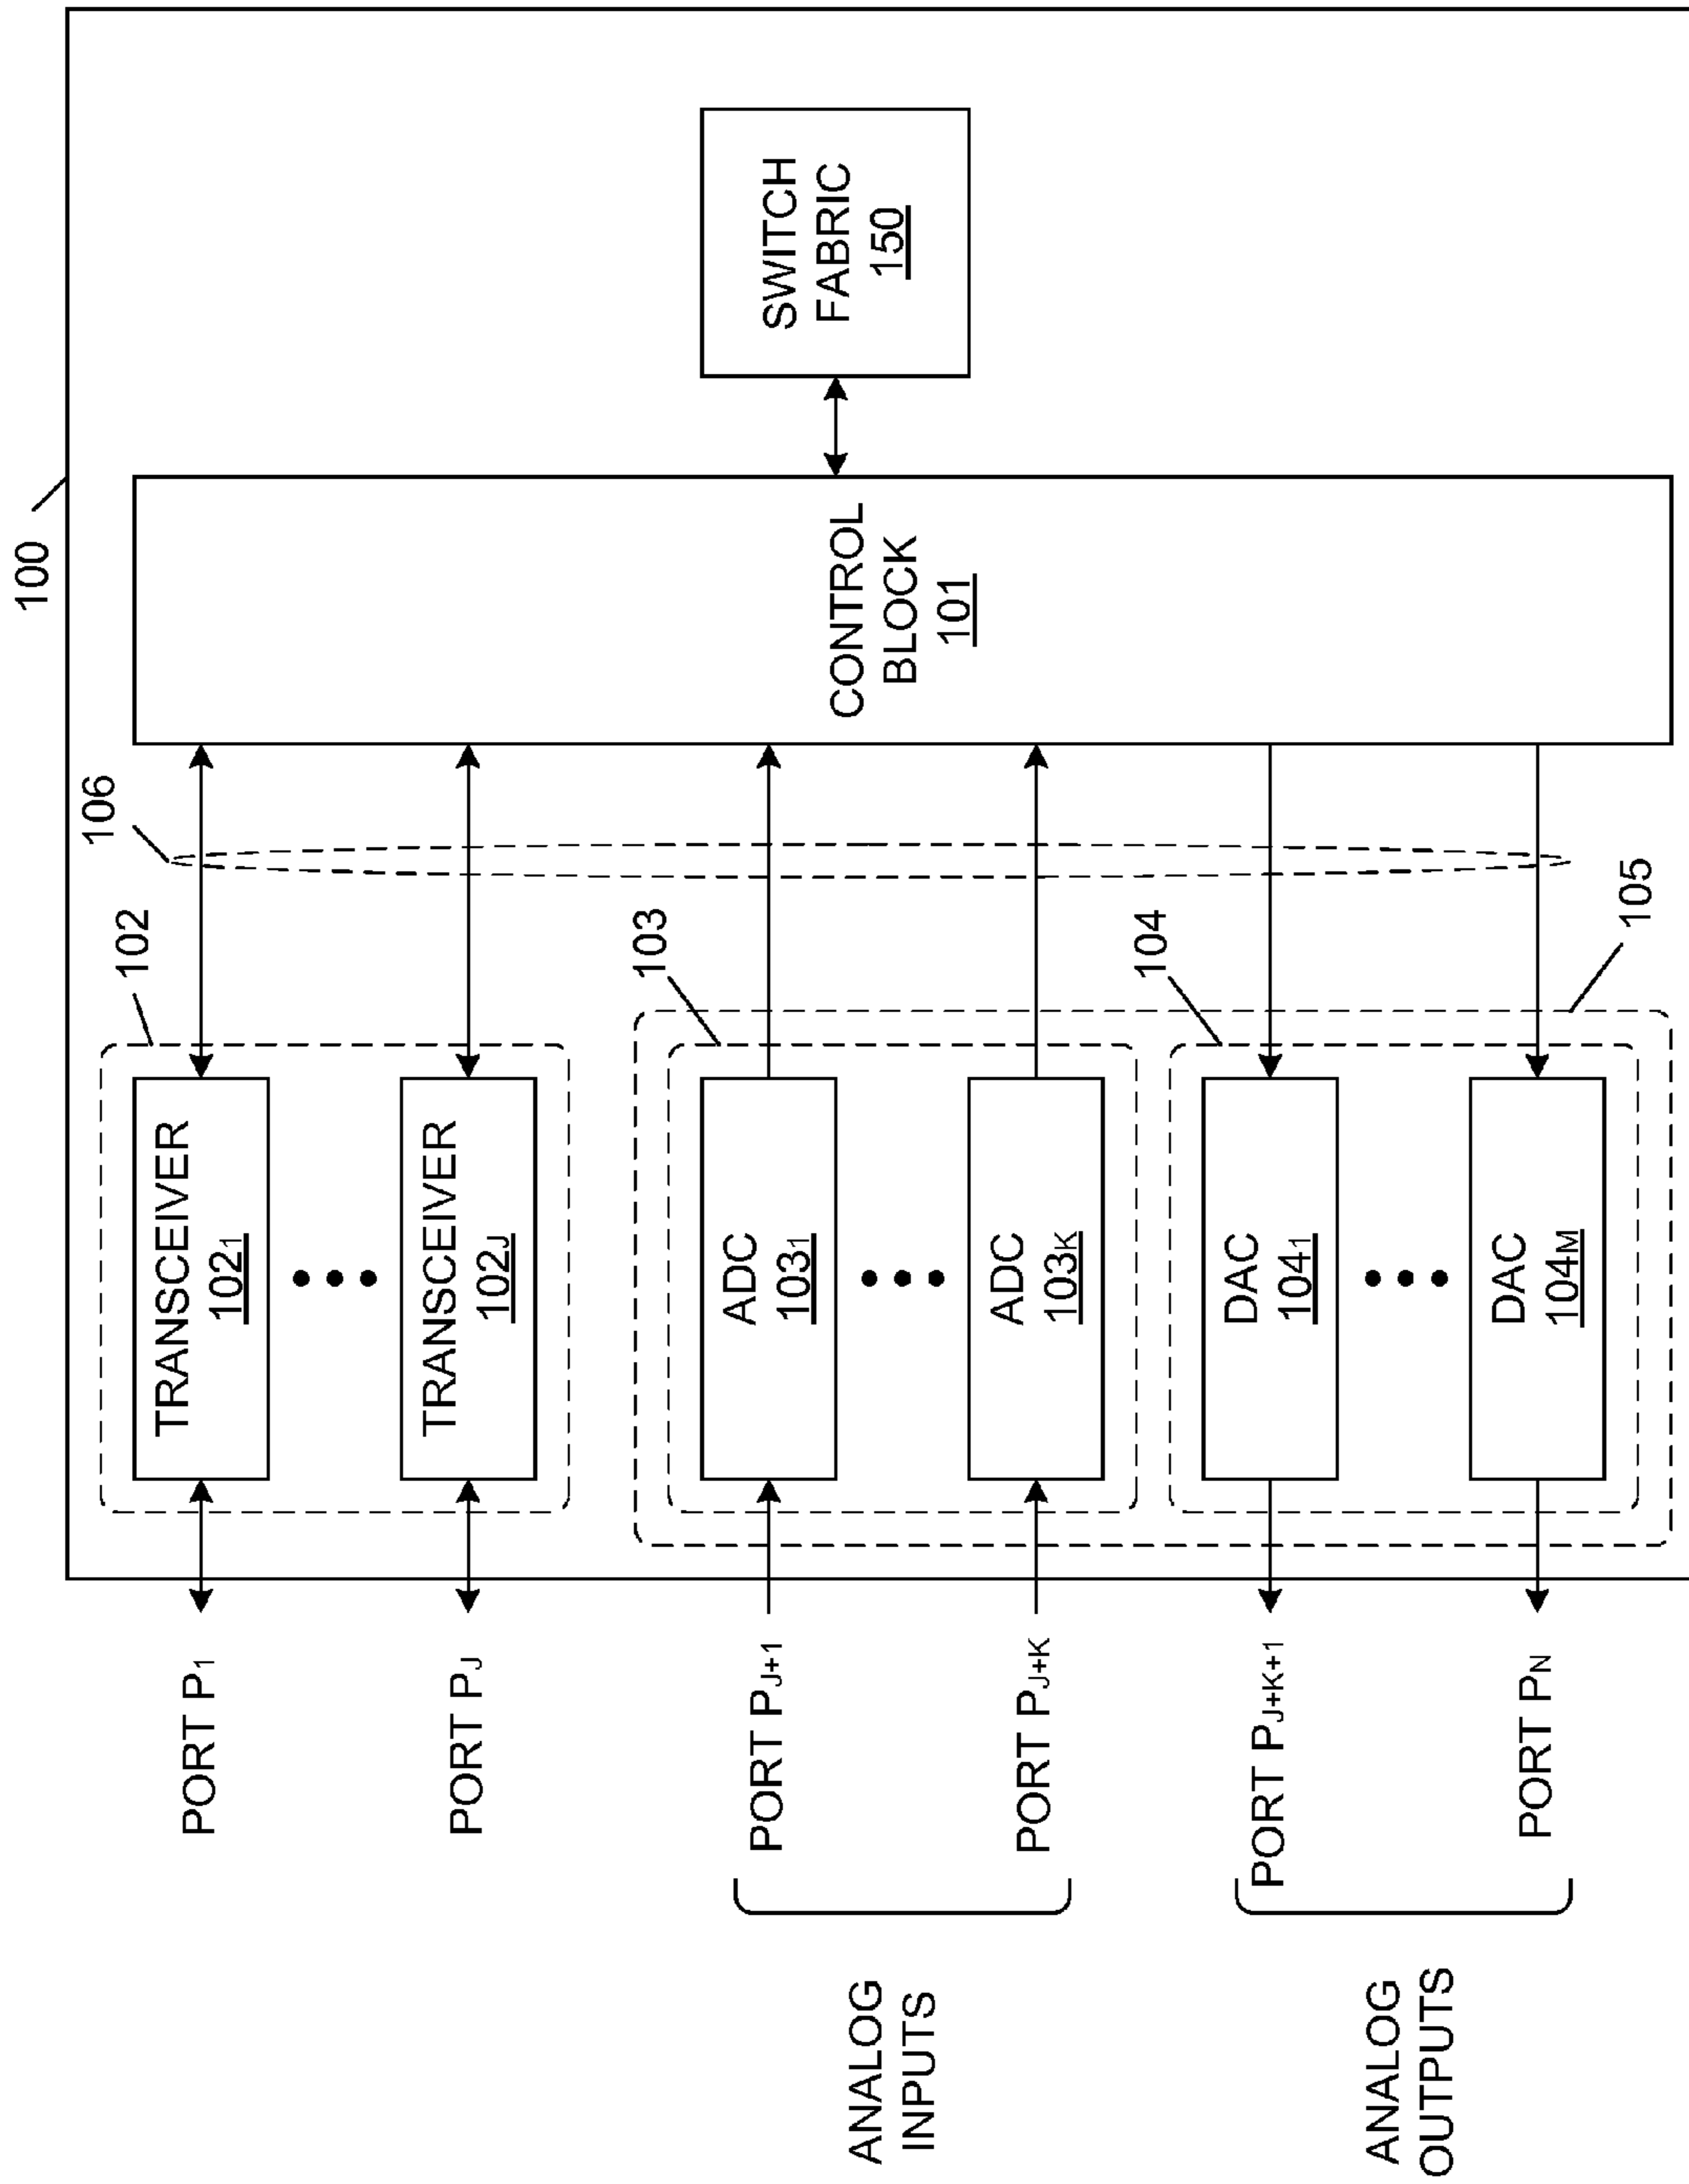 100
106
102
103
104
105
TRANSCEIVER
102₁
TRANSCEIVER
102J
ADC
103₁
ADC
103K
DAC
104₁
DAC
104M
CONTROL
BLOCK
101
SWITCH
FABRIC
150
PORT P₁
PORT PJ
PORT PJ+1
PORT PJ+K
PORT PJ+K+1
PORT PN
ANALOG
INPUTS
ANALOG
OUTPUTS